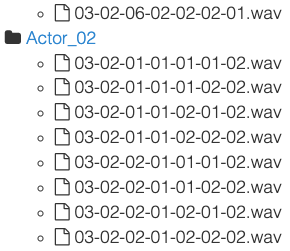 03-02-06-02-02-02-01.wav
Actor_02
03-02-01-01-01-01-02.wav
03-02-01-01-01-02-02.wav
03-02-01-01-02-01-02.wav
03-02-01-01-02-02-02.wav
03-02-02-01-01-01-02.wav
03-02-02-01-01-02-02.wav
03-02-02-01-02-01-02.wav
03-02-02-01-02-02-02.wav